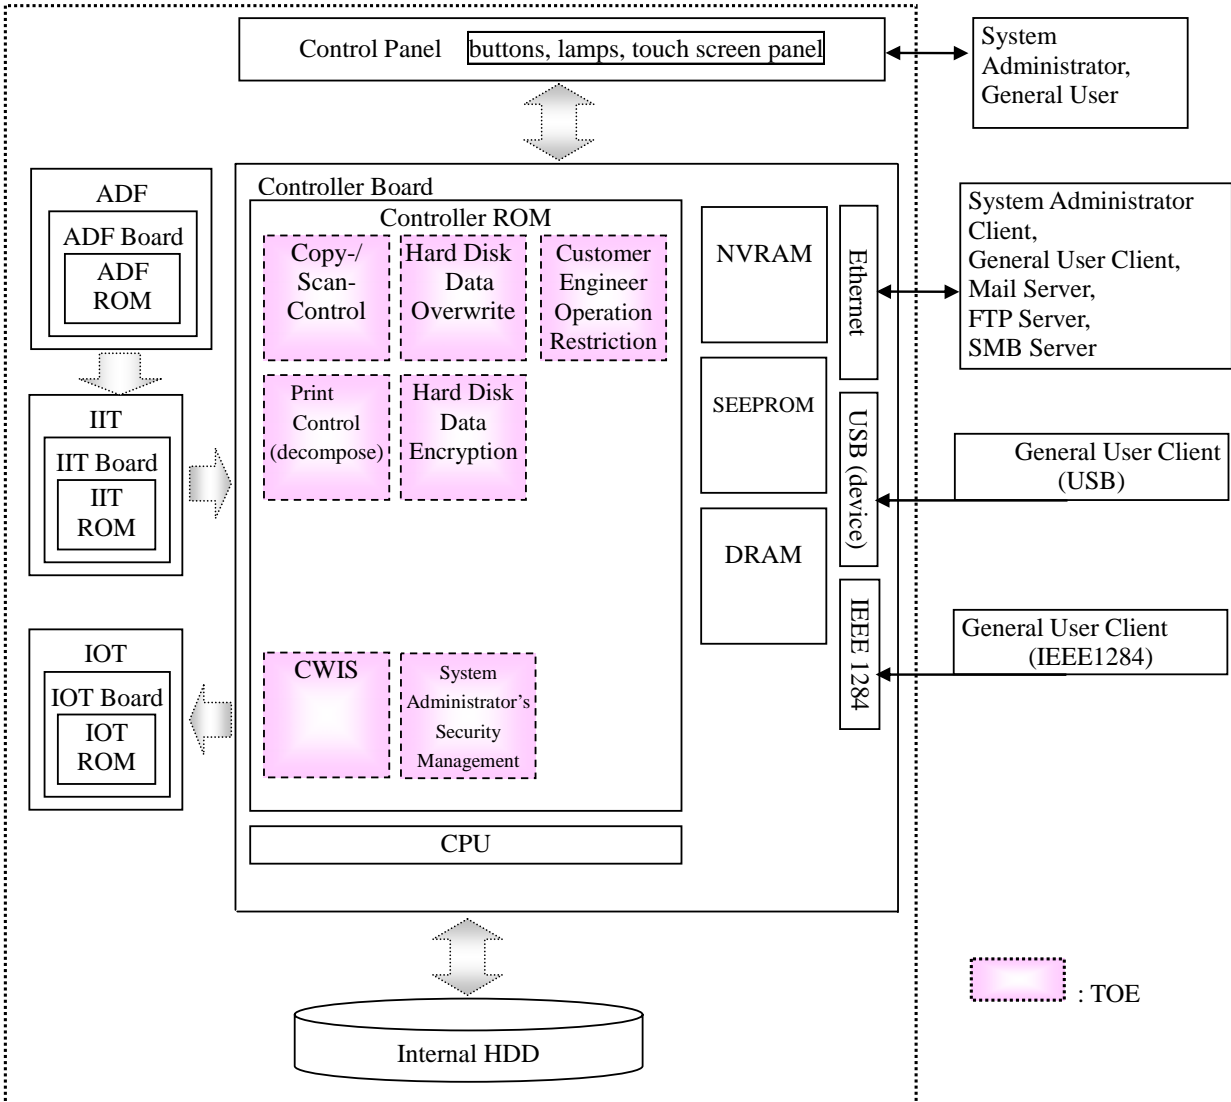 Control Panel
buttons, lamps, touch screen panel
System
Administrator,
General User
ADF
ADF Board
ADF
ROM
IIT
IIT Board
IIT
ROM
IOT
IOT Board
IOT
ROM
Controller Board
Controller ROM
Copy-/
Scan-
Control
Hard Disk
Data
Overwrite
Customer
Engineer
Operation
Restriction
Print
Control
(decompose)
Hard Disk
Data
Encryption
CWIS
System
Administrator's
Security
Management
CPU
NVRAM
SEEPROM
DRAM
Ethernet
USB (device)
IEEE 1284
System Administrator
Client,
General User Client,
Mail Server,
FTP Server,
SMB Server
General User Client
(USB)
General User Client
(IEEE1284)
Internal HDD
: TOE